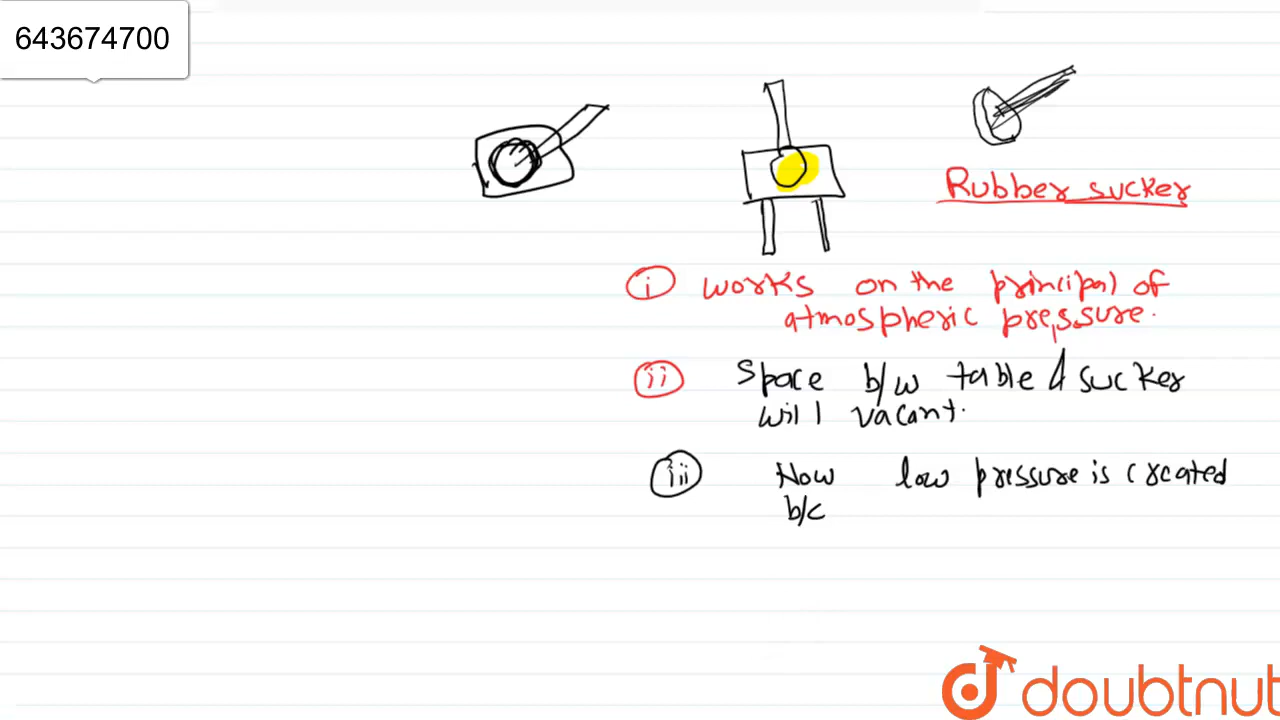 643674700
Rubber sucker
i works on the principal of
atmospheric pressure.
ii Space b/w table & sucker
will vacant.
iii Now low pressure is created
b/c
doubtnut